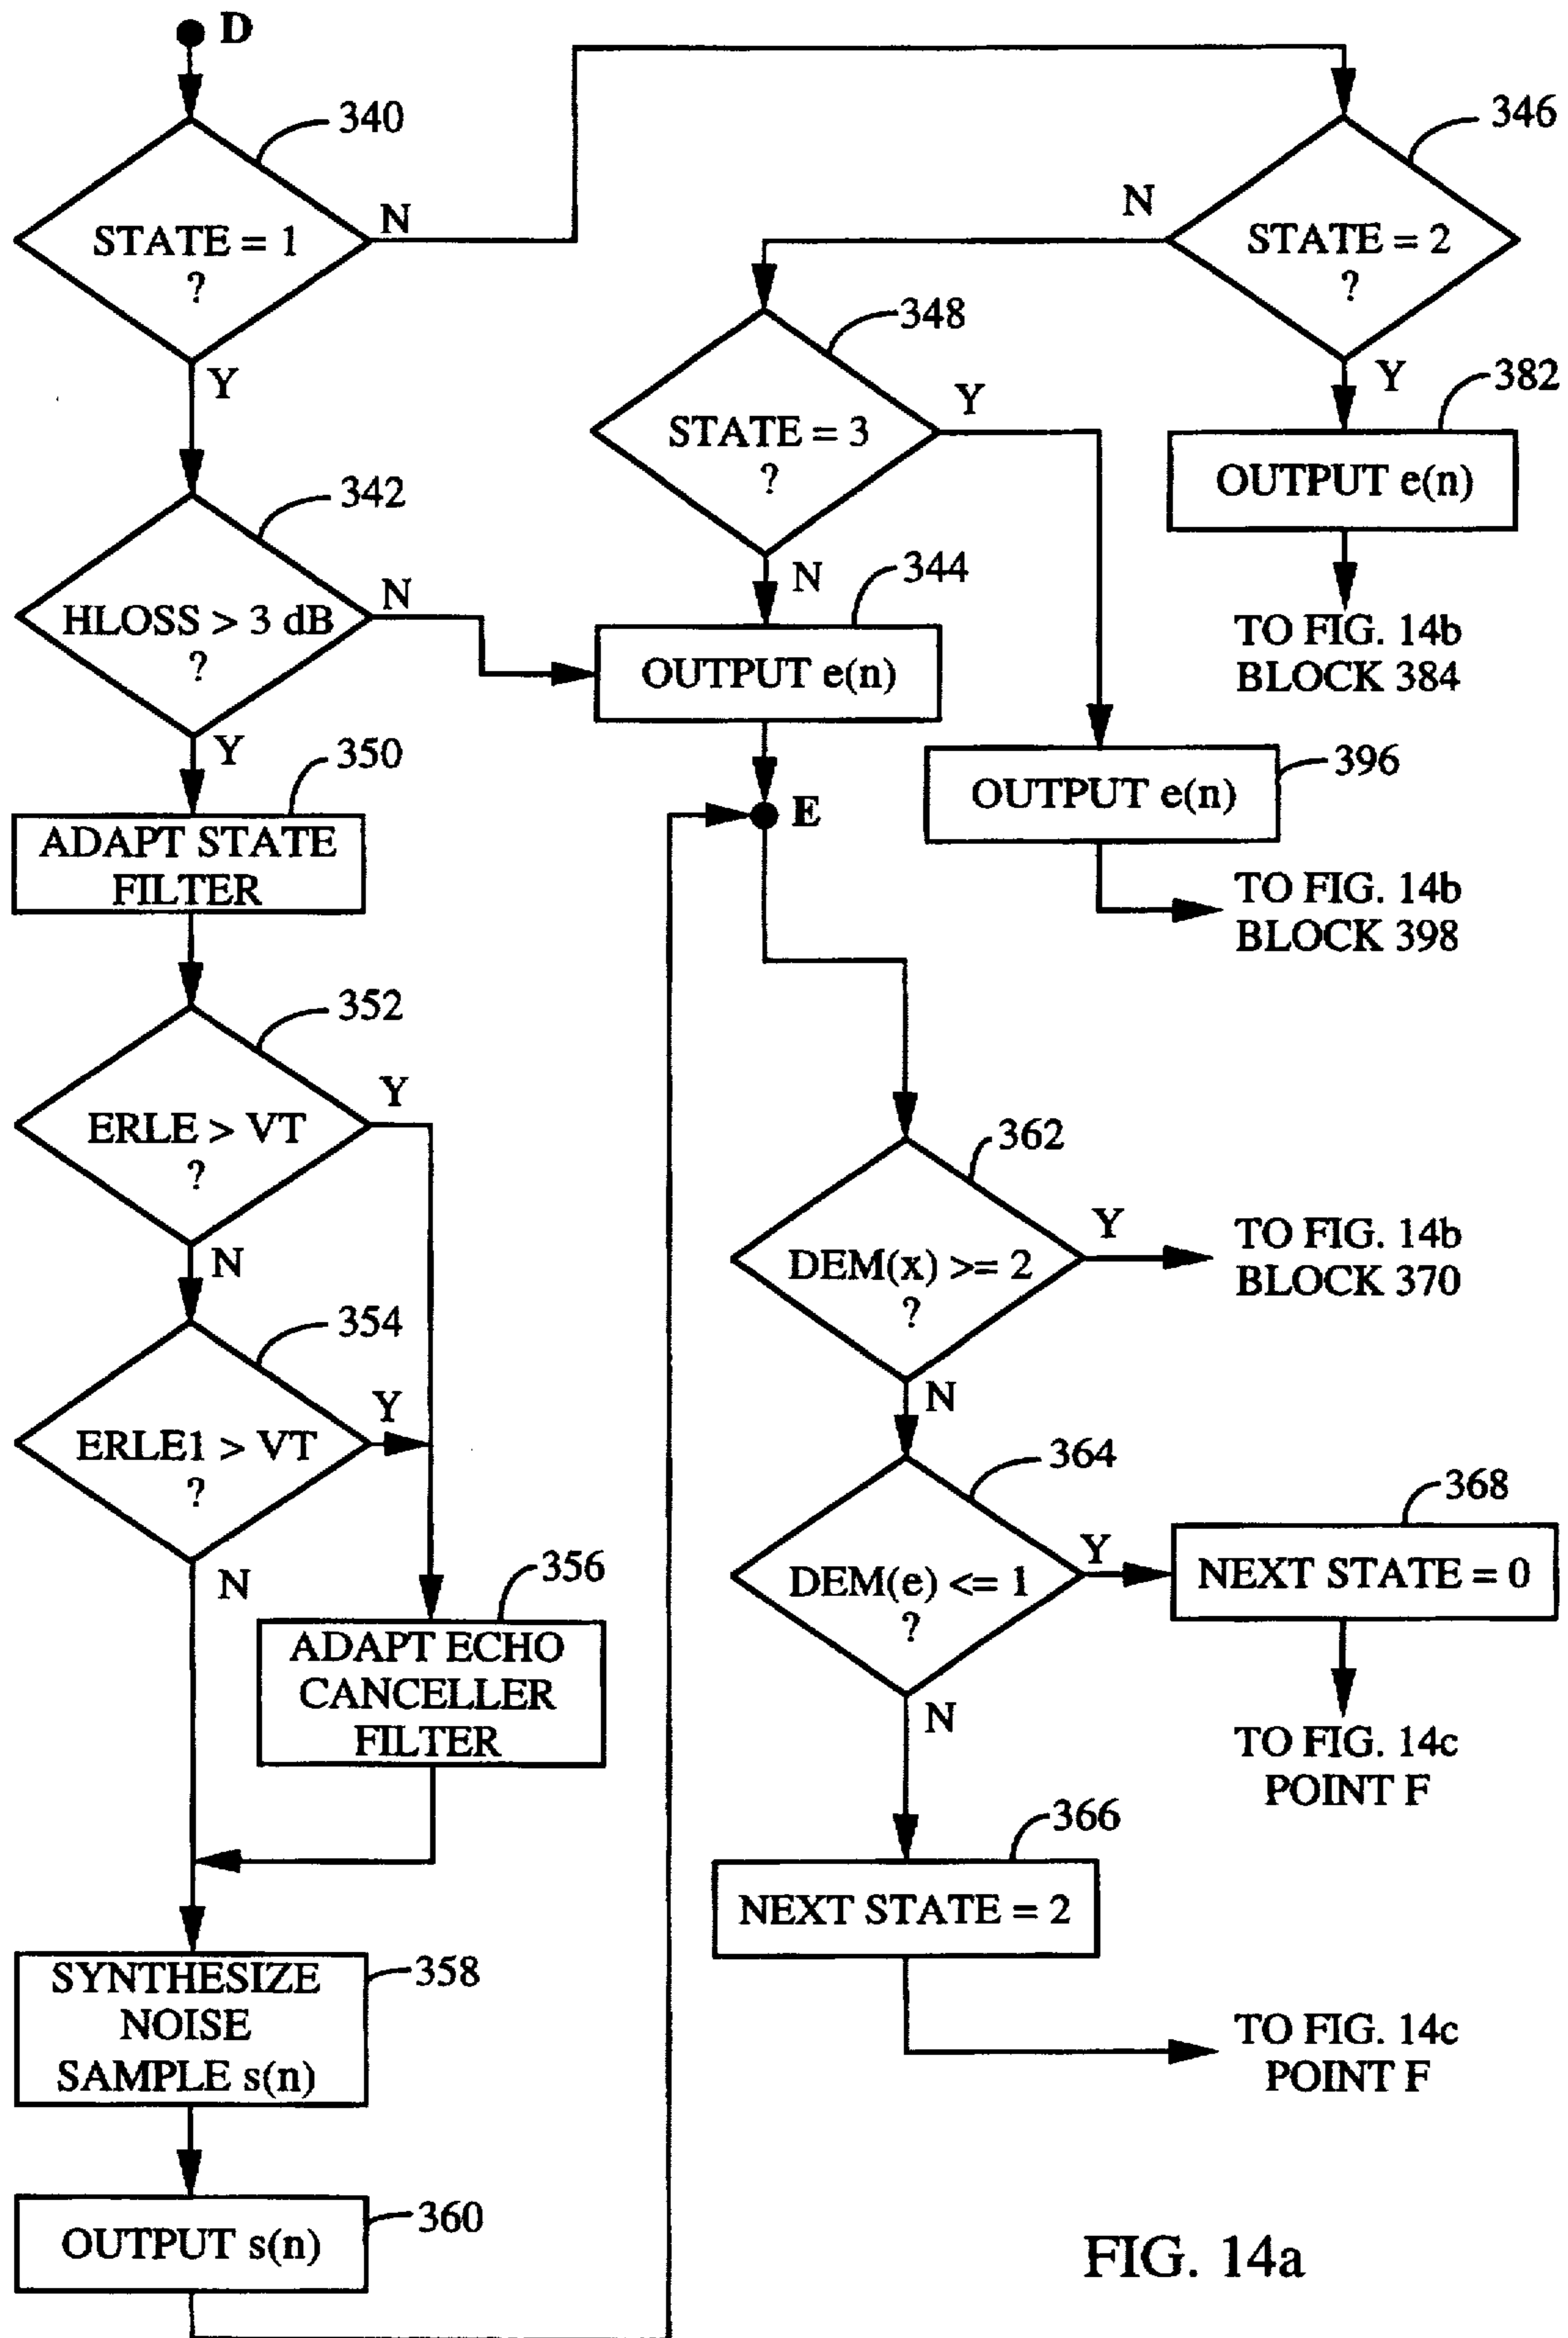 D
340
STATE = 1
?
N
Y
346
STATE = 2
?
N
Y
348
STATE = 3
?
Y
N
382
OUTPUT e(n)
TO FIG. 14b
BLOCK 384
342
HLOSS > 3 dB
?
N
Y
344
OUTPUT e(n)
396
OUTPUT e(n)
TO FIG. 14b
BLOCK 398
E
350
ADAPT STATE
FILTER
352
ERLE > VT
?
Y
N
354
ERLE1 > VT
?
Y
N
356
ADAPT ECHO
CANCELLER
FILTER
358
SYNTHESIZE
NOISE
SAMPLE s(n)
360
OUTPUT s(n)
362
DEM(x) >= 2
?
Y
N
TO FIG. 14b
BLOCK 370
364
DEM(e) <= 1
?
Y
N
368
NEXT STATE = 0
TO FIG. 14c
POINT F
366
NEXT STATE = 2
TO FIG. 14c
POINT F
FIG. 14a